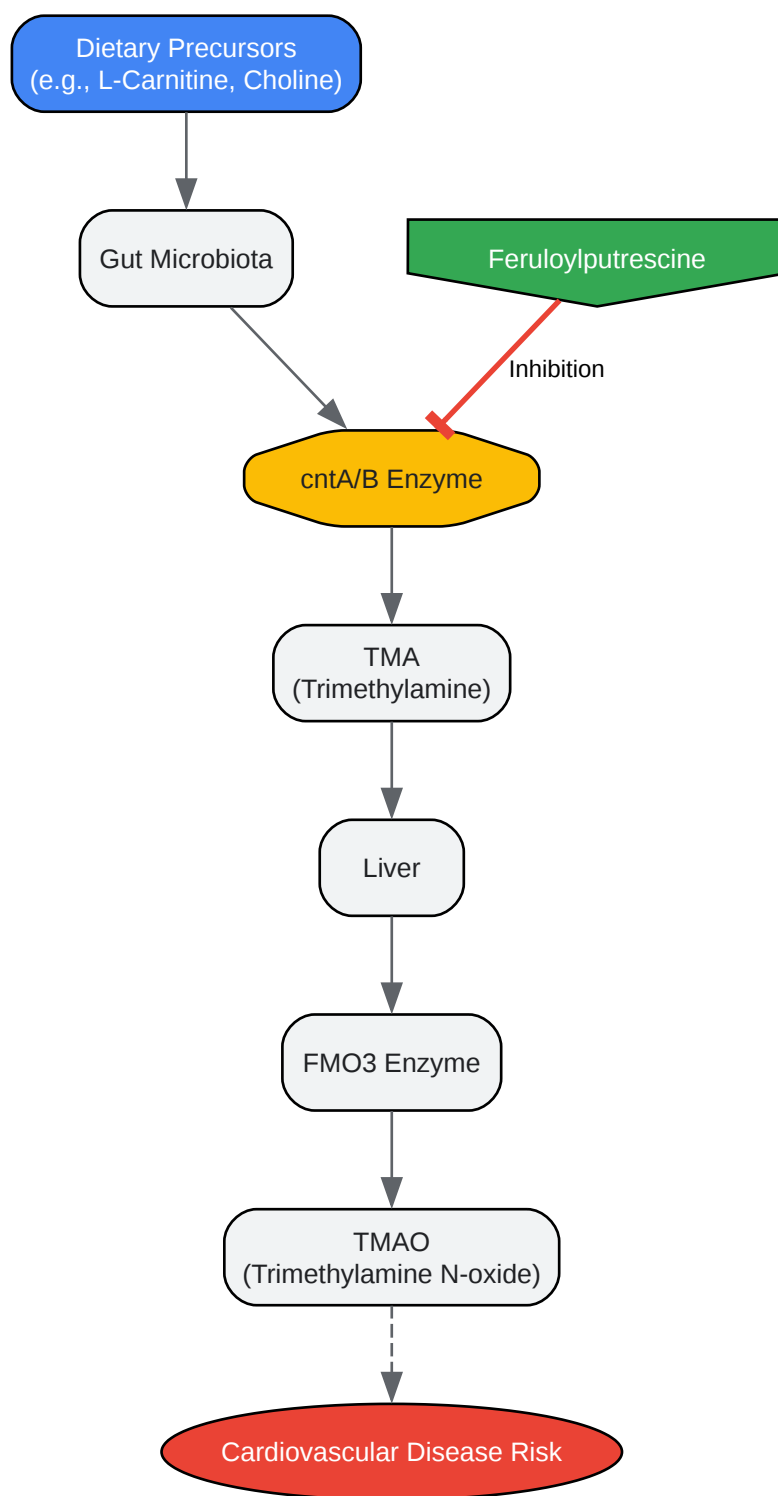 Dietary Precursors
(e.g., L-Carnitine, Choline)
Gut Microbiota
Feruloylputrescine
Inhibition
cntA/B Enzyme
TMA
(Trimethylamine)
Liver
FMO3 Enzyme
TMAO
(Trimethylamine N-oxide)
Cardiovascular Disease Risk